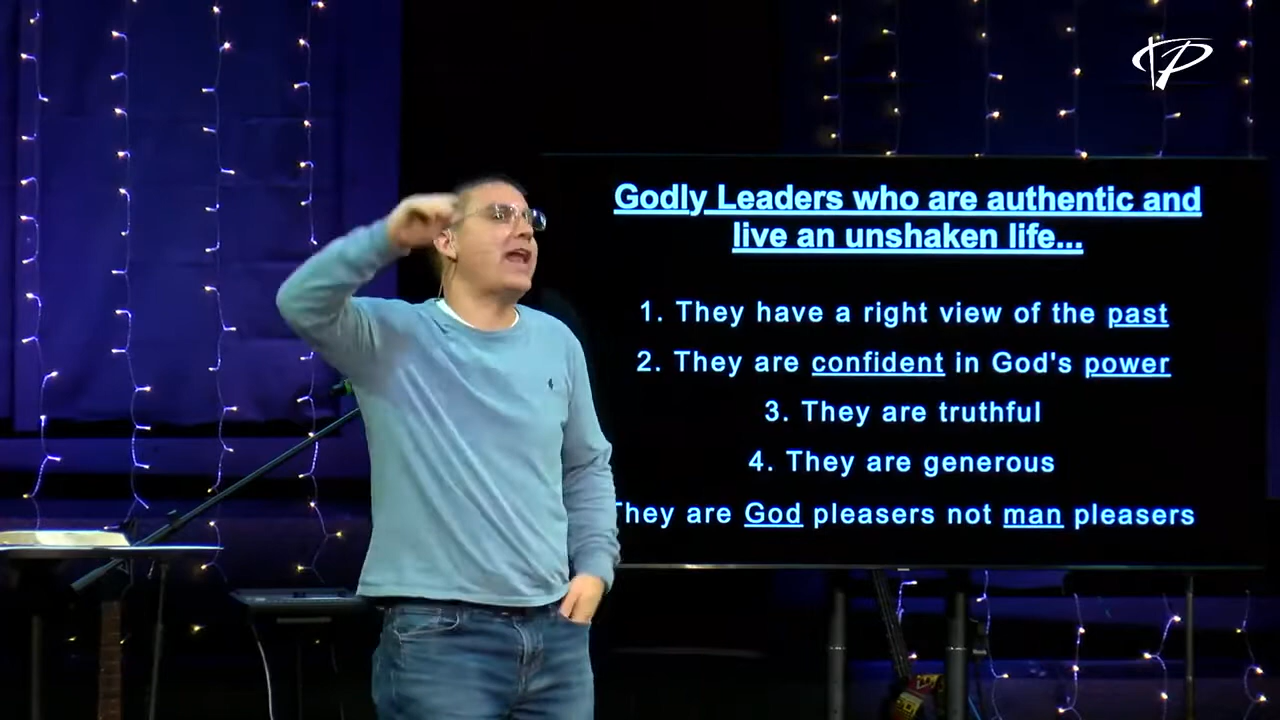 Godly Leaders who are authentic and
live an unshaken life...
1. They have a right view of the past
2. They are confident in God's power
3. They are truthful
4. They are generous
They are God pleasers not man pleasers
P